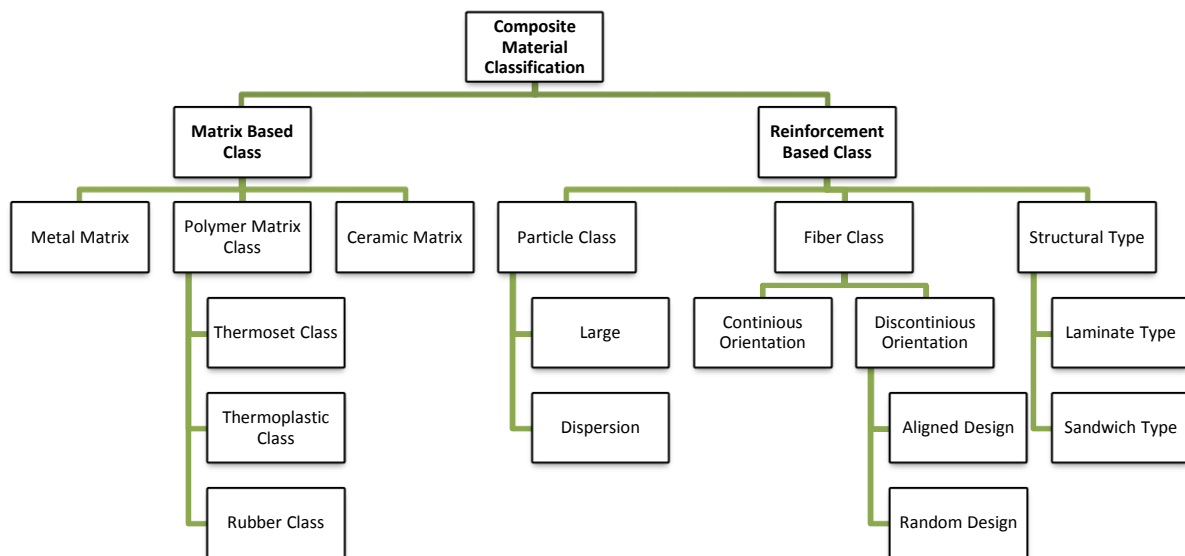 Composite
Material
Classification
Matrix Based
Class
Reinforcement
Based Class
Metal Matrix
Polymer Matrix
Class
Ceramic Matrix
Particle Class
Fiber Class
Structural Type
Thermoset Class
Large
Continious
Orientation
Discontinious
Orientation
Laminate Type
Thermoplastic
Class
Dispersion
Aligned Design
Sandwich Type
Rubber Class
Random Design